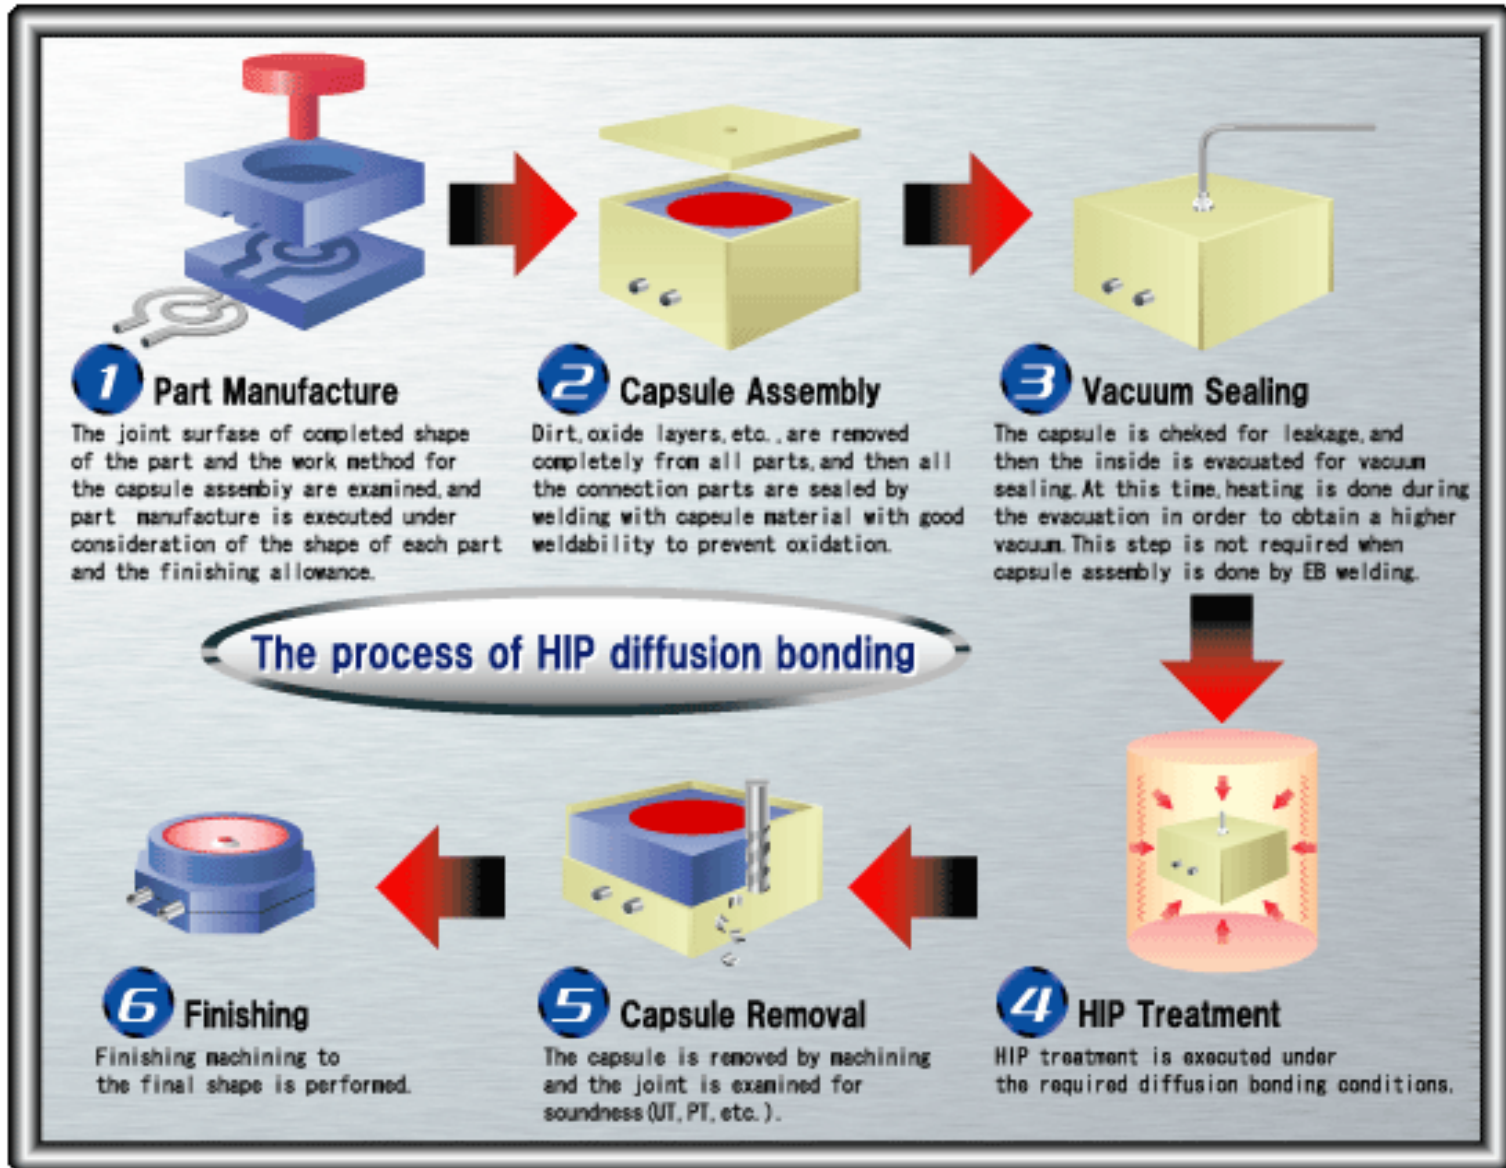 1 Part Manufacture
The joint surfase of completed shape
of the part and the work method for
the capsule assembiy are examined, and
part manufacture is executed under
consideration of the shape of each part
and the finishing allowance.
2 Capsule Assembly
Dirt, oxide layers, etc., are removed
completely from all parts, and then all
the connection parts are sealed by
welding with capeule material with good
weldability to prevent oxidation.
3 Vacuum Sealing
The capsule is cheked for leakage, and
then the inside is evacuated for vacuum
sealing. At this time, heating is done during
the evacuation in order to obtain a higher
vacuum. This step is not required when
capsule assembly is done by EB welding.
The process of HIP diffusion bonding
4 HIP Treatment
HIP treatment is executed under
the required diffusion bonding conditions.
5 Capsule Removal
The capsule is removed by machining
and the joint is examined for
soundness (UT, PT, etc.).
6 Finishing
Finishing machining to
the final shape is performed.